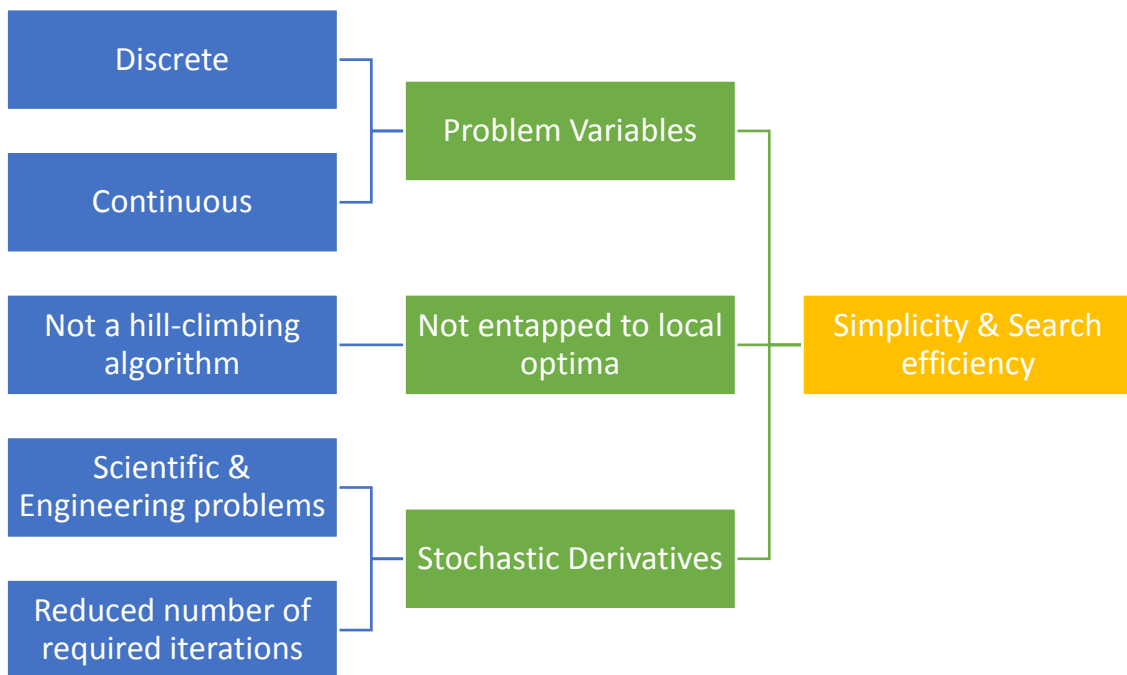 Discrete
Continuous
Problem Variables
Not a hill-climbing
algorithm
Not entapped to local
optima
Simplicity & Search
efficiency
Scientific &
Engineering problems
Reduced number of
required iterations
Stochastic Derivatives